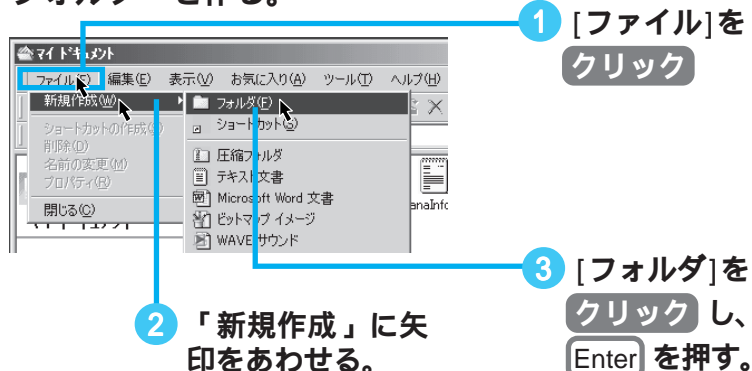 フォルダーを作る。
1 [ファイル]を
クリック
マイ ドキュメント
ファイル(F) 編集(E) 表示(V) お気に入り(A) ツール(T) ヘルプ(H)
新規作成(W)
ショートカットの作成(S)
削除(D)
名前の変更(M)
プロパティ(R)
閉じる(C)
フォルダ(F)
ショートカット(S)
圧縮フォルダ
テキスト文書
Microsoft Word 文書
ビットマップ イメージ
WAVE サウンド
2 「新規作成」に矢
印をあわせる。
3 [フォルダ]を
クリック し、
Enter を押す。